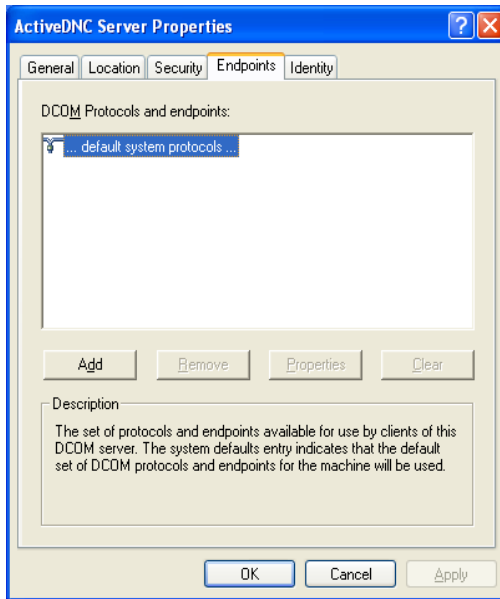 ActiveDNC Server Properties
General Location Security Endpoints Identity
DCOM Protocols and endpoints:
... default system protocols ...
Add Remove Properties Clear
Description
The set of protocols and endpoints available for use by clients of this
DCOM server. The system defaults entry indicates that the default
set of DCOM protocols and endpoints for the machine will be used.
OK Cancel Apply